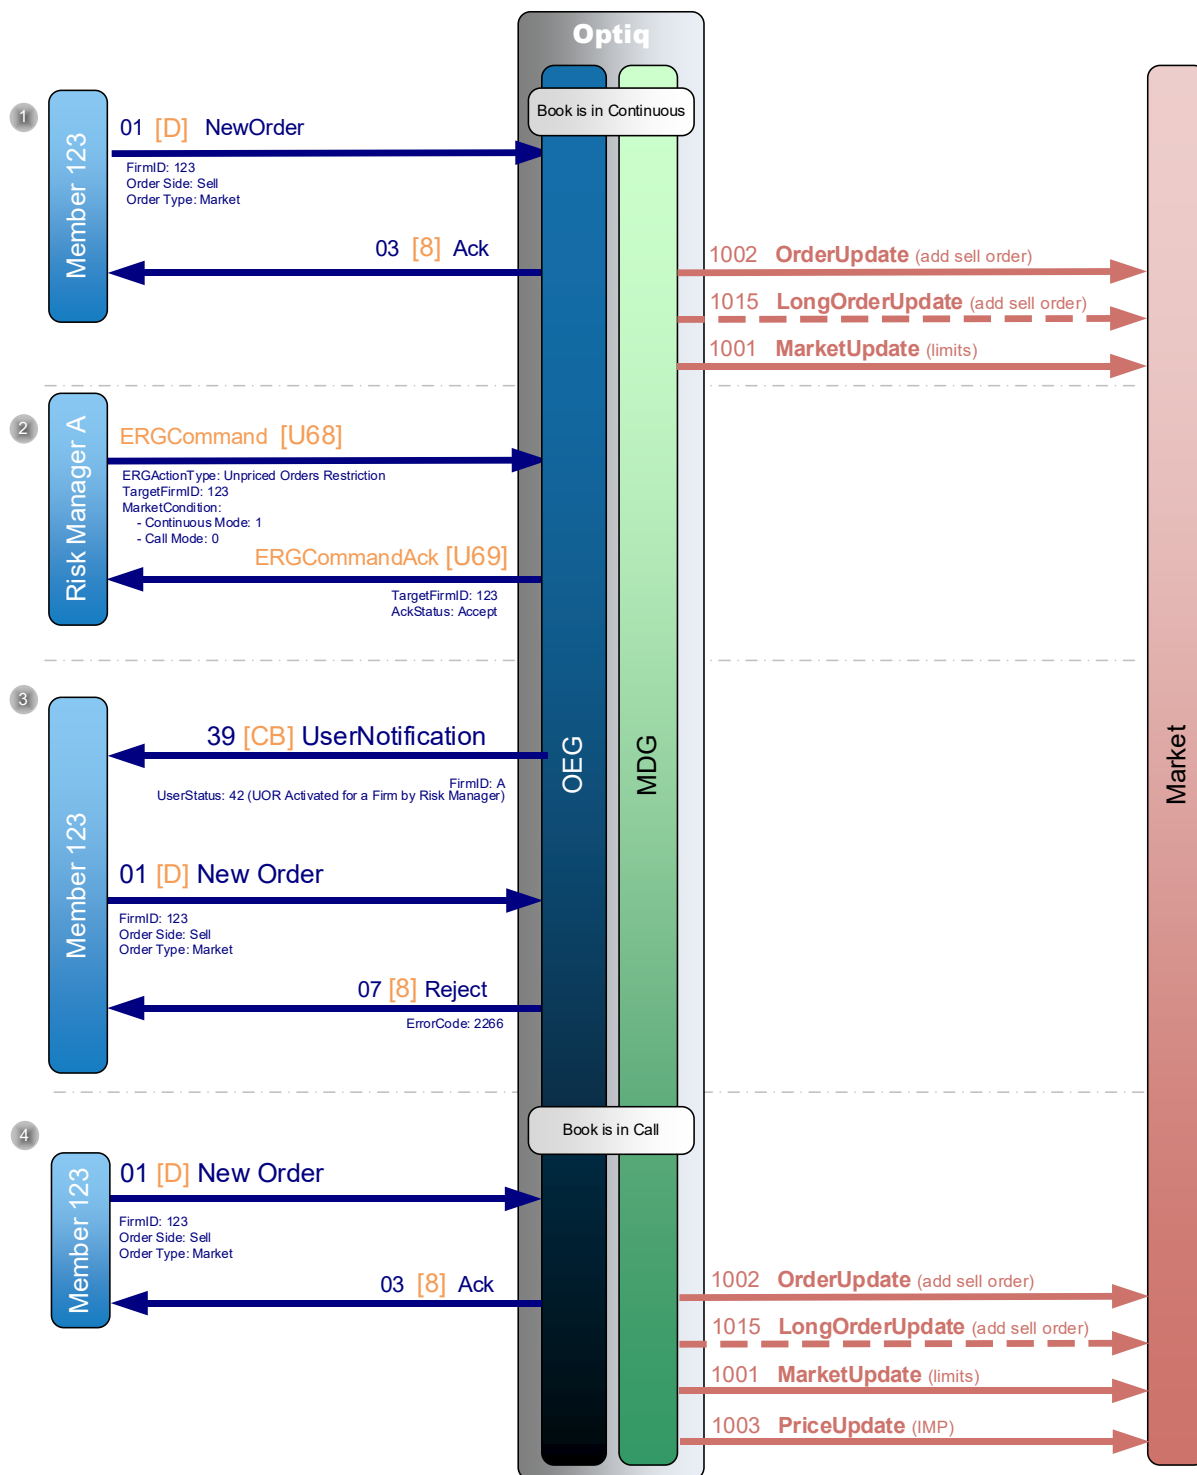 Optiq
Book is in Continuous
1
Member 123
01 [D] NewOrder
FirmID: 123
Order Side: Sell
Order Type: Market
03 [8] Ack
1002 OrderUpdate (add sell order)
1015 LongOrderUpdate (add sell order)
1001 MarketUpdate (limits)
2
Risk Manager A
ERGCommand [U68]
ERGActionType: Unpriced Orders Restriction
TargetFirmID: 123
MarketCondition:
- Continuous Mode: 1
- Call Mode: 0
ERGCommandAck [U69]
TargetFirmID: 123
AckStatus: Accept
3
Member 123
39 [CB] UserNotification
FirmID: A
UserStatus: 42 (UOR Activated for a Firm by Risk Manager)
OEG
MDG
Market
01 [D] New Order
FirmID: 123
Order Side: Sell
Order Type: Market
07 [8] Reject
ErrorCode: 2266
Book is in Call
4
Member 123
01 [D] New Order
FirmID: 123
Order Side: Sell
Order Type: Market
03 [8] Ack
1002 OrderUpdate (add sell order)
1015 LongOrderUpdate (add sell order)
1001 MarketUpdate (limits)
1003 PriceUpdate (IMP)